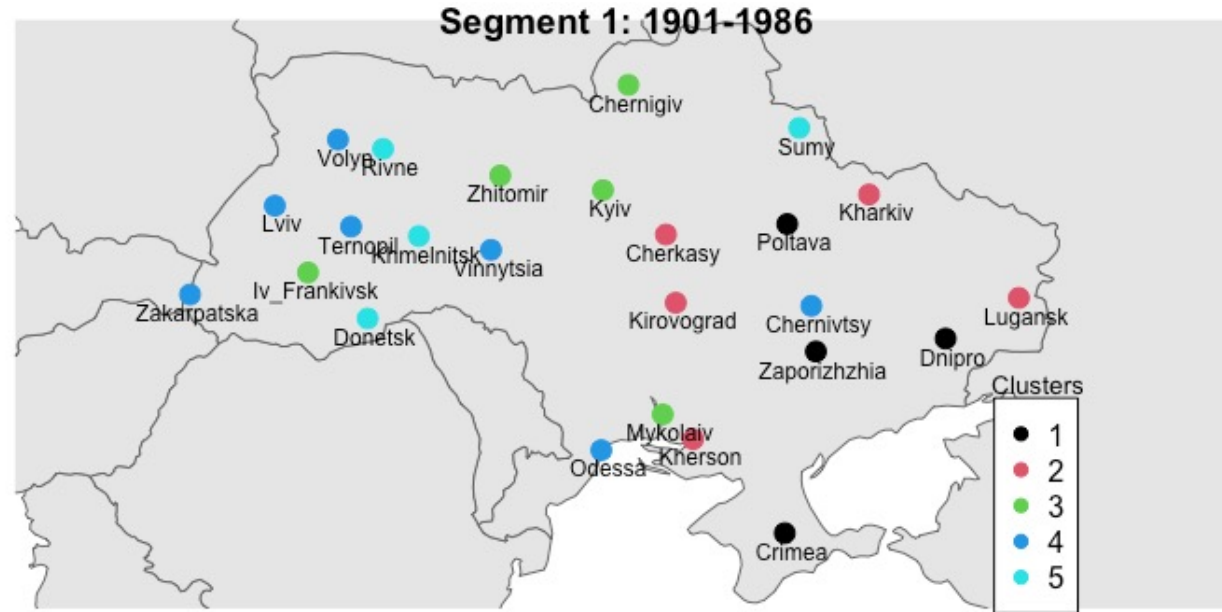 Segment 1: 1901-1986
Chernigiv
Sumy
Volyn
Rivne
Zhitomir
Kyiv
Kharkiv
Lviv
Ternopil
Khmelnitsk
Vinnytsia
Cherkasy
Poltava
Iv_Frankivsk
Zakarpatska
Donetsk
Kirovograd
Chernivtsy
Lugansk
Zaporizhzhia
Dnipro
Mykolaiv
Kherson
Odessa
Crimea
Clusters
1
2
3
4
5